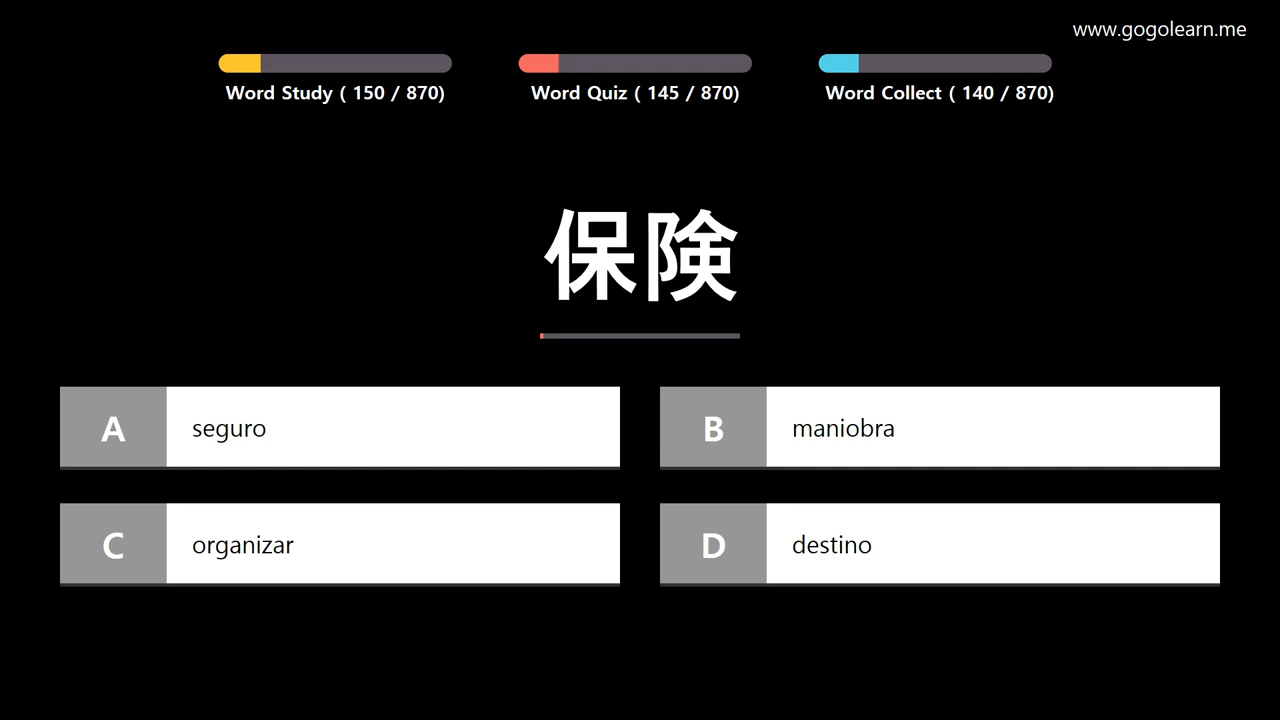 www.gogolearn.me
Word Study ( 150 / 870)
Word Quiz ( 145 / 870)
Word Collect ( 140 / 870)
保険
A seguro
B maniobra
C organizar
D destino